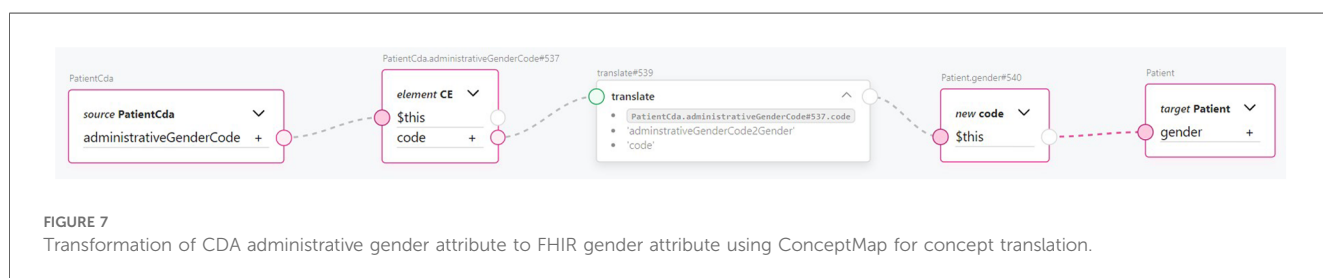 PatientCda
source PatientCda
administrativeGenderCode +
PatientCda.administrativeGenderCode#537
element CE
$this
code +
translate#539
translate
PatientCda.administrativeGenderCode#537.code
'adminstrativeGenderCode2Gender'
'code'
Patient.gender#540
new code
$this
Patient
target Patient
gender +
FIGURE 7
Transformation of CDA administrative gender attribute to FHIR gender attribute using ConceptMap for concept translation.